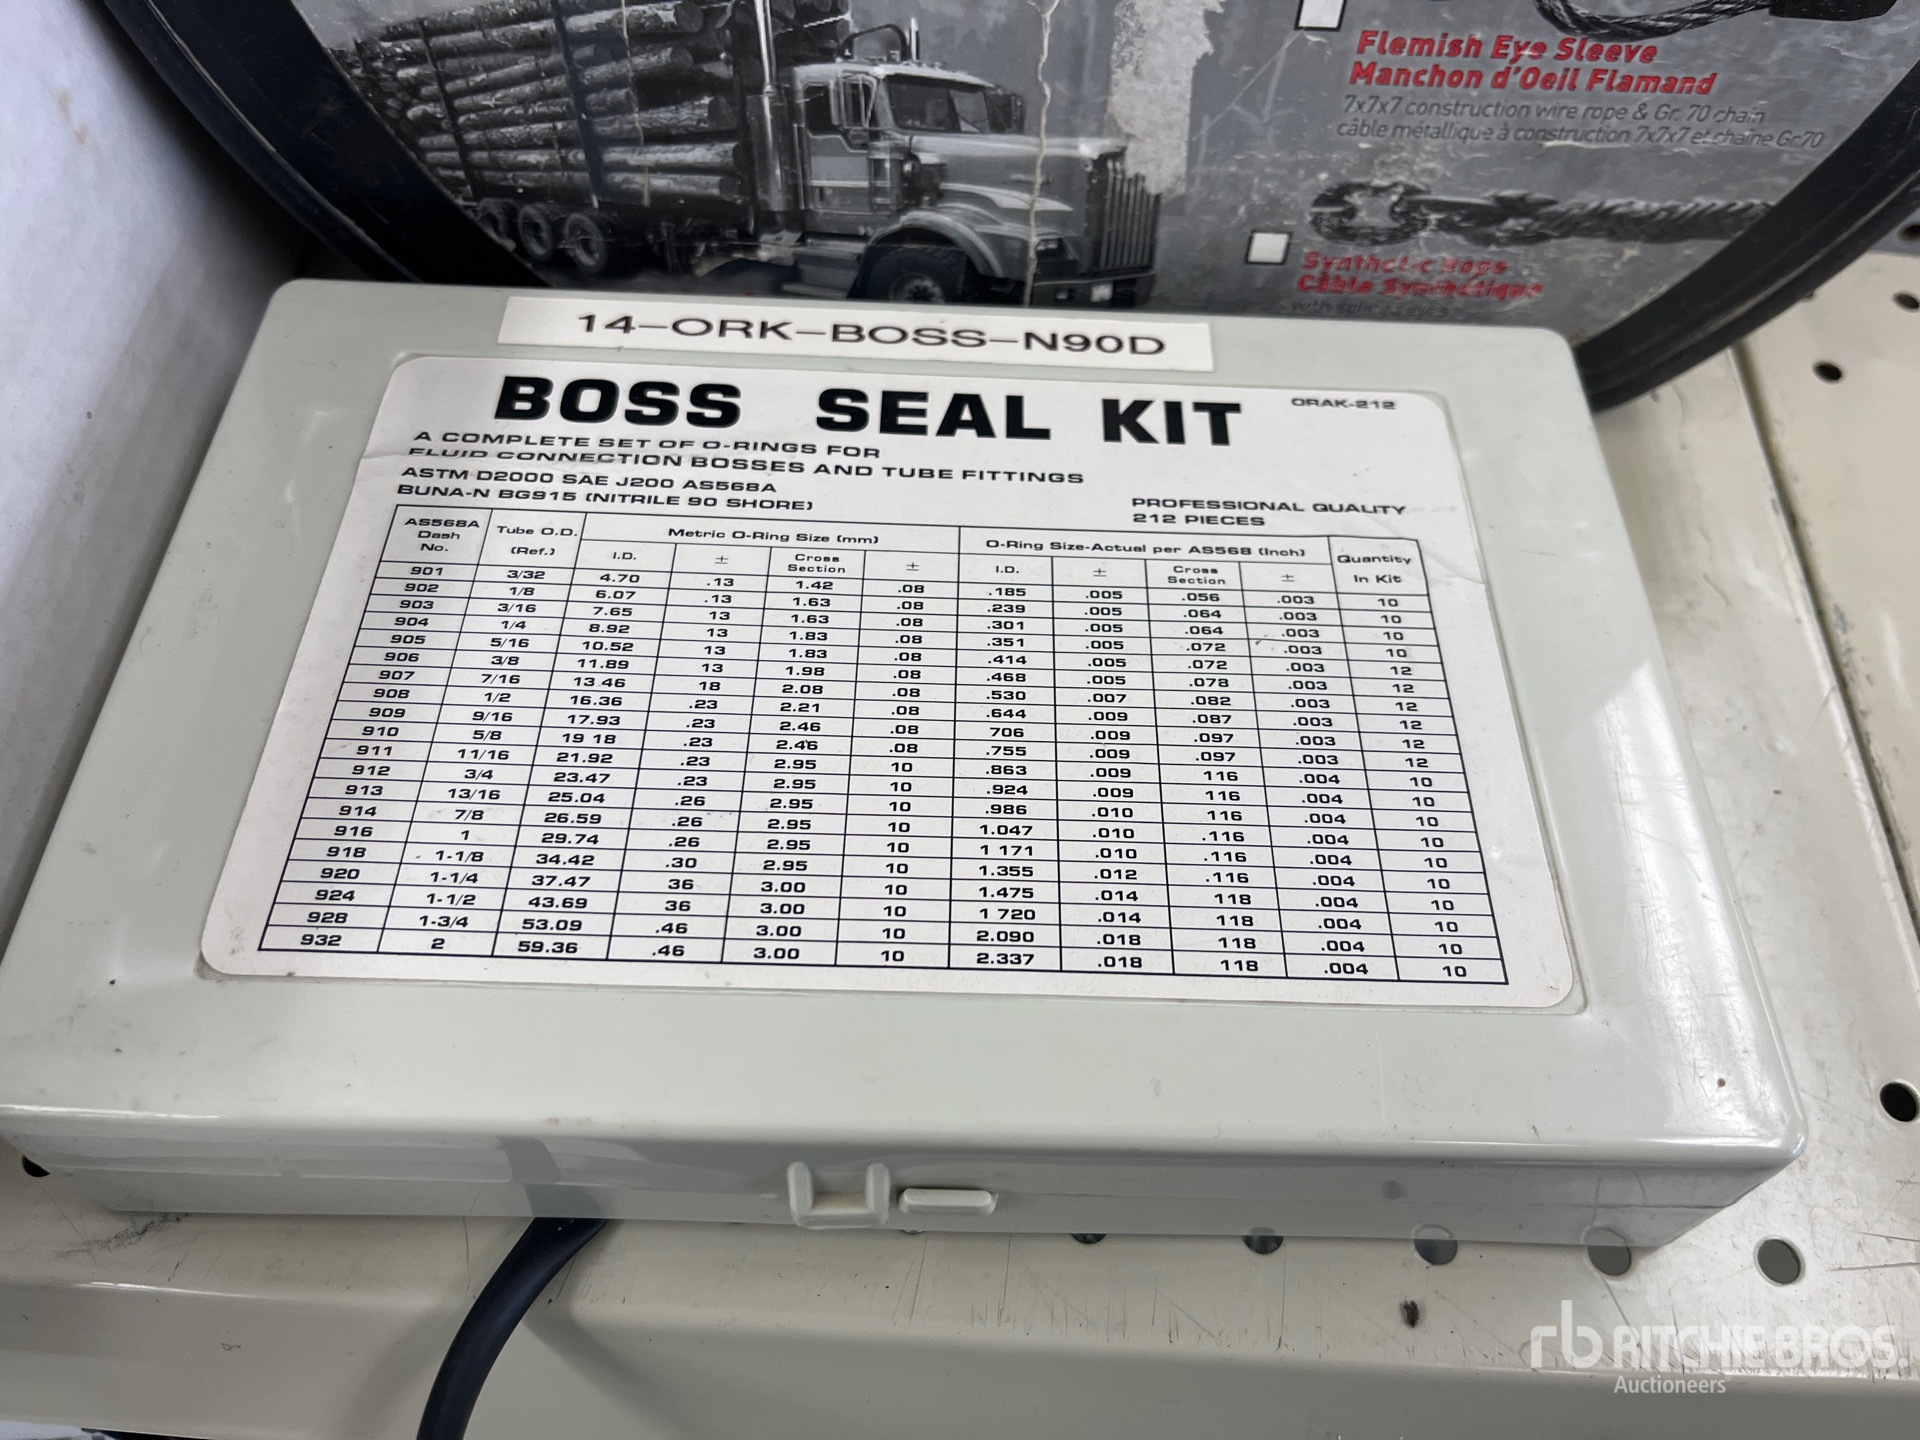 Flemish Eye Sleeve
Manchon d'Oeil Flamand
7x7x7 construction wire rope & Gr. 70 chain
câble métallique à construction 7x7x7 et chaîne Gr.70
Synthetic Rope
Câble Synthétique
14-ORK-BOSS-N90D
BOSS SEAL KIT
ORAK-212
A COMPLETE SET OF O-RINGS FOR
FLUID CONNECTION BOSSES AND TUBE FITTINGS
ASTM D2000 SAE J200 AS568A
BUNA-N BG915 (NITRILE 90 SHORE)
PROFESSIONAL QUALITY
212 PIECES
AS568A Dash No. Tube O.D. (Ref.) Metric O-Ring Size (mm) O-Ring Size-Actual per AS568 (Inch) Quantity In Kit
I.D. ± Cross Section ± I.D. ± Cross Section ±
901 3/32 4.70 .13 1.42 .08 .185 .005 .056 .003 10
902 1/8 6.07 .13 1.63 .08 .239 .005 .064 .003 10
903 3/16 7.65 13 1.63 .08 .301 .005 .064 .003 10
904 1/4 8.92 13 1.83 .08 .351 .005 .072 .003 10
905 5/16 10.52 13 1.83 .08 .414 .005 .072 .003 12
906 3/8 11.89 13 1.98 .08 .468 .005 .078 .003 12
907 7/16 13 46 18 2.08 .08 .530 .007 .082 .003 12
908 1/2 16.36 .23 2.21 .08 .644 .009 .087 .003 12
909 9/16 17.93 .23 2.46 .08 706 .009 .097 .003 12
910 5/8 19 18 .23 2.46 .08 .755 .009 .097 .003 12
911 11/16 21.92 .23 2.95 10 .863 .009 116 .004 10
912 3/4 23.47 .23 2.95 10 .924 .009 116 .004 10
913 13/16 25.04 .26 2.95 10 .986 .010 116 .004 10
914 7/8 26.59 .26 2.95 10 1.047 .010 .116 .004 10
916 1 29.74 .26 2.95 10 1 171 .010 .116 .004 10
918 1-1/8 34.42 .30 2.95 10 1.355 .012 .116 .004 10
920 1-1/4 37.47 36 3.00 10 1.475 .014 118 .004 10
924 1-1/2 43.69 36 3.00 10 1 720 .014 118 .004 10
928 1-3/4 53.09 .46 3.00 10 2.090 .018 118 .004 10
932 2 59.36 .46 3.00 10 2.337 .018 118 .004 10
rb RITCHIE BROS.
Auctioneers